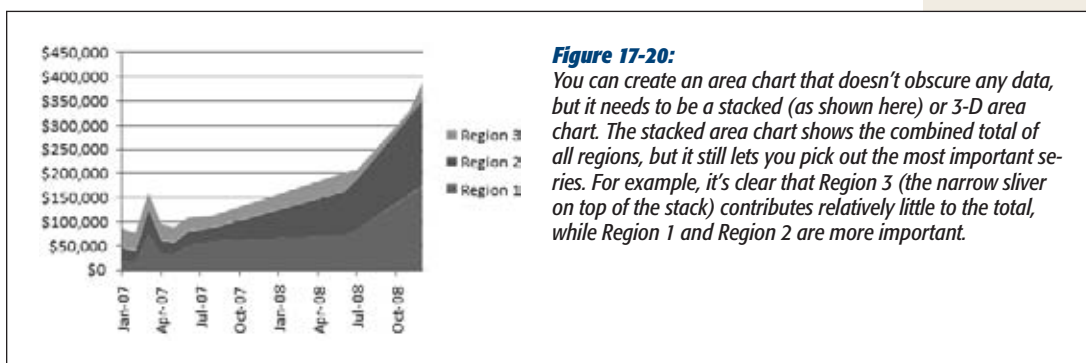 $450,000
$400,000
$350,000
$300,000
$250,000
$200,000
$150,000
$100,000
$50,000
$0
Jan-07
Apr-07
Jul-07
Oct-07
Jan-08
Apr-08
Jul-08
Oct-08
Region 3
Region 2
Region 1
Figure 17-20:
You can create an area chart that doesn't obscure any data,
but it needs to be a stacked (as shown here) or 3-D area
chart. The stacked area chart shows the combined total of
all regions, but it still lets you pick out the most important se-
ries. For example, it's clear that Region 3 (the narrow sliver
on top of the stack) contributes relatively little to the total,
while Region 1 and Region 2 are more important.